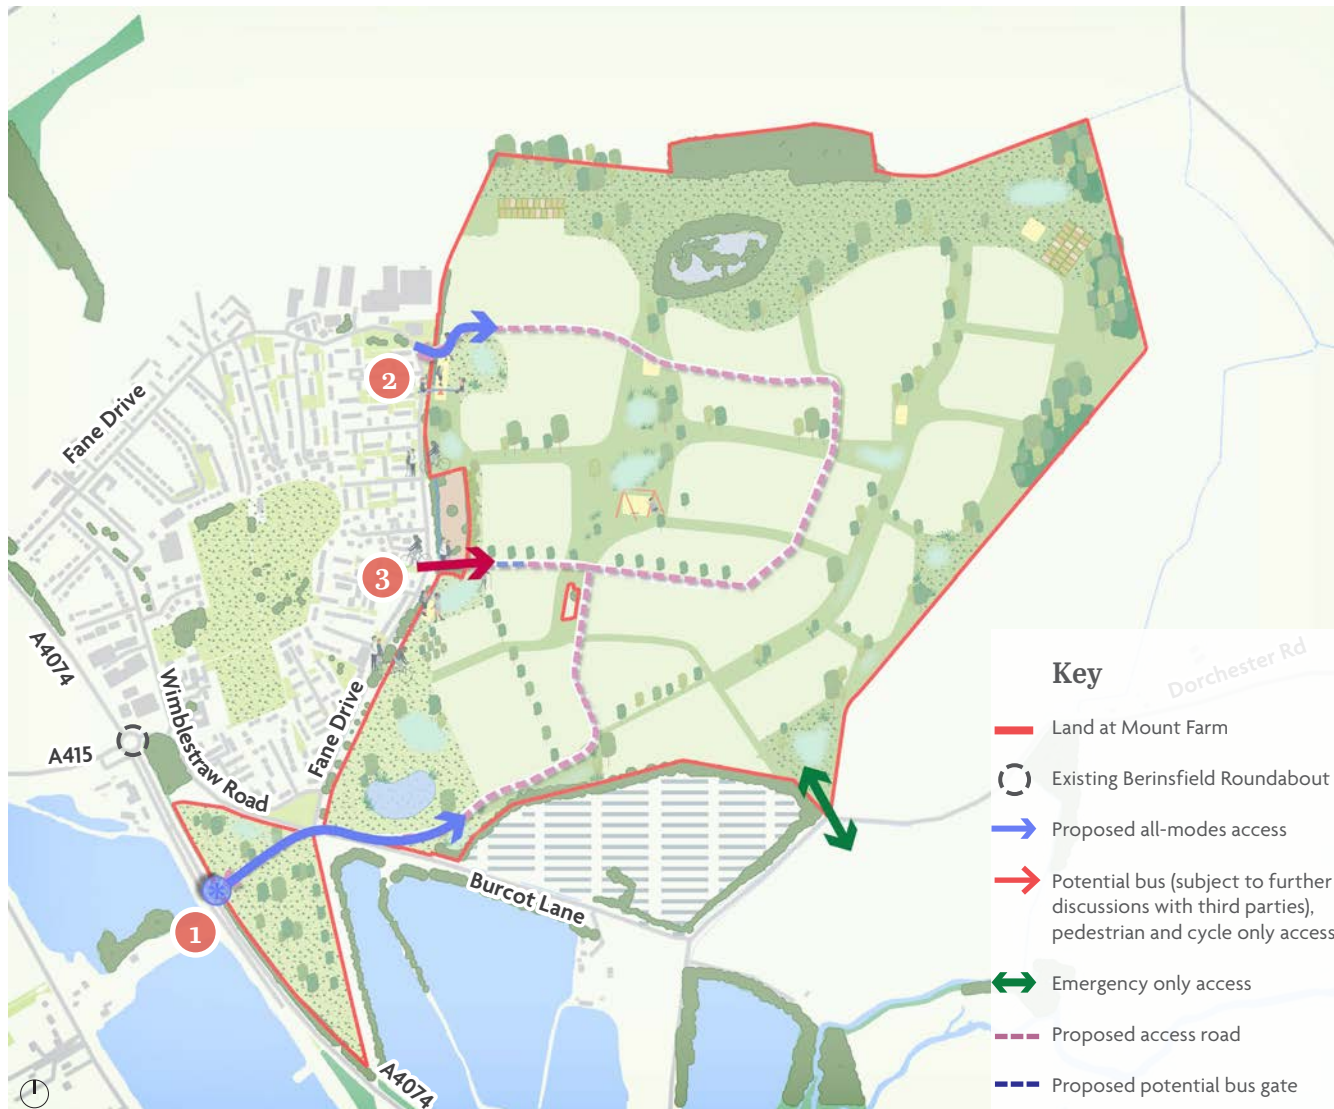 Fane Drive
2
3
A4074
Wimblestraw Road
A415
Fane Drive
1
Burcot Lane
A4074
Dorchester Rd
Key
Land at Mount Farm
Existing Berinsfield Roundabout
Proposed all-modes access
Potential bus (subject to further
discussions with third parties),
pedestrian and cycle only access
Emergency only access
Proposed access road
Proposed potential bus gate